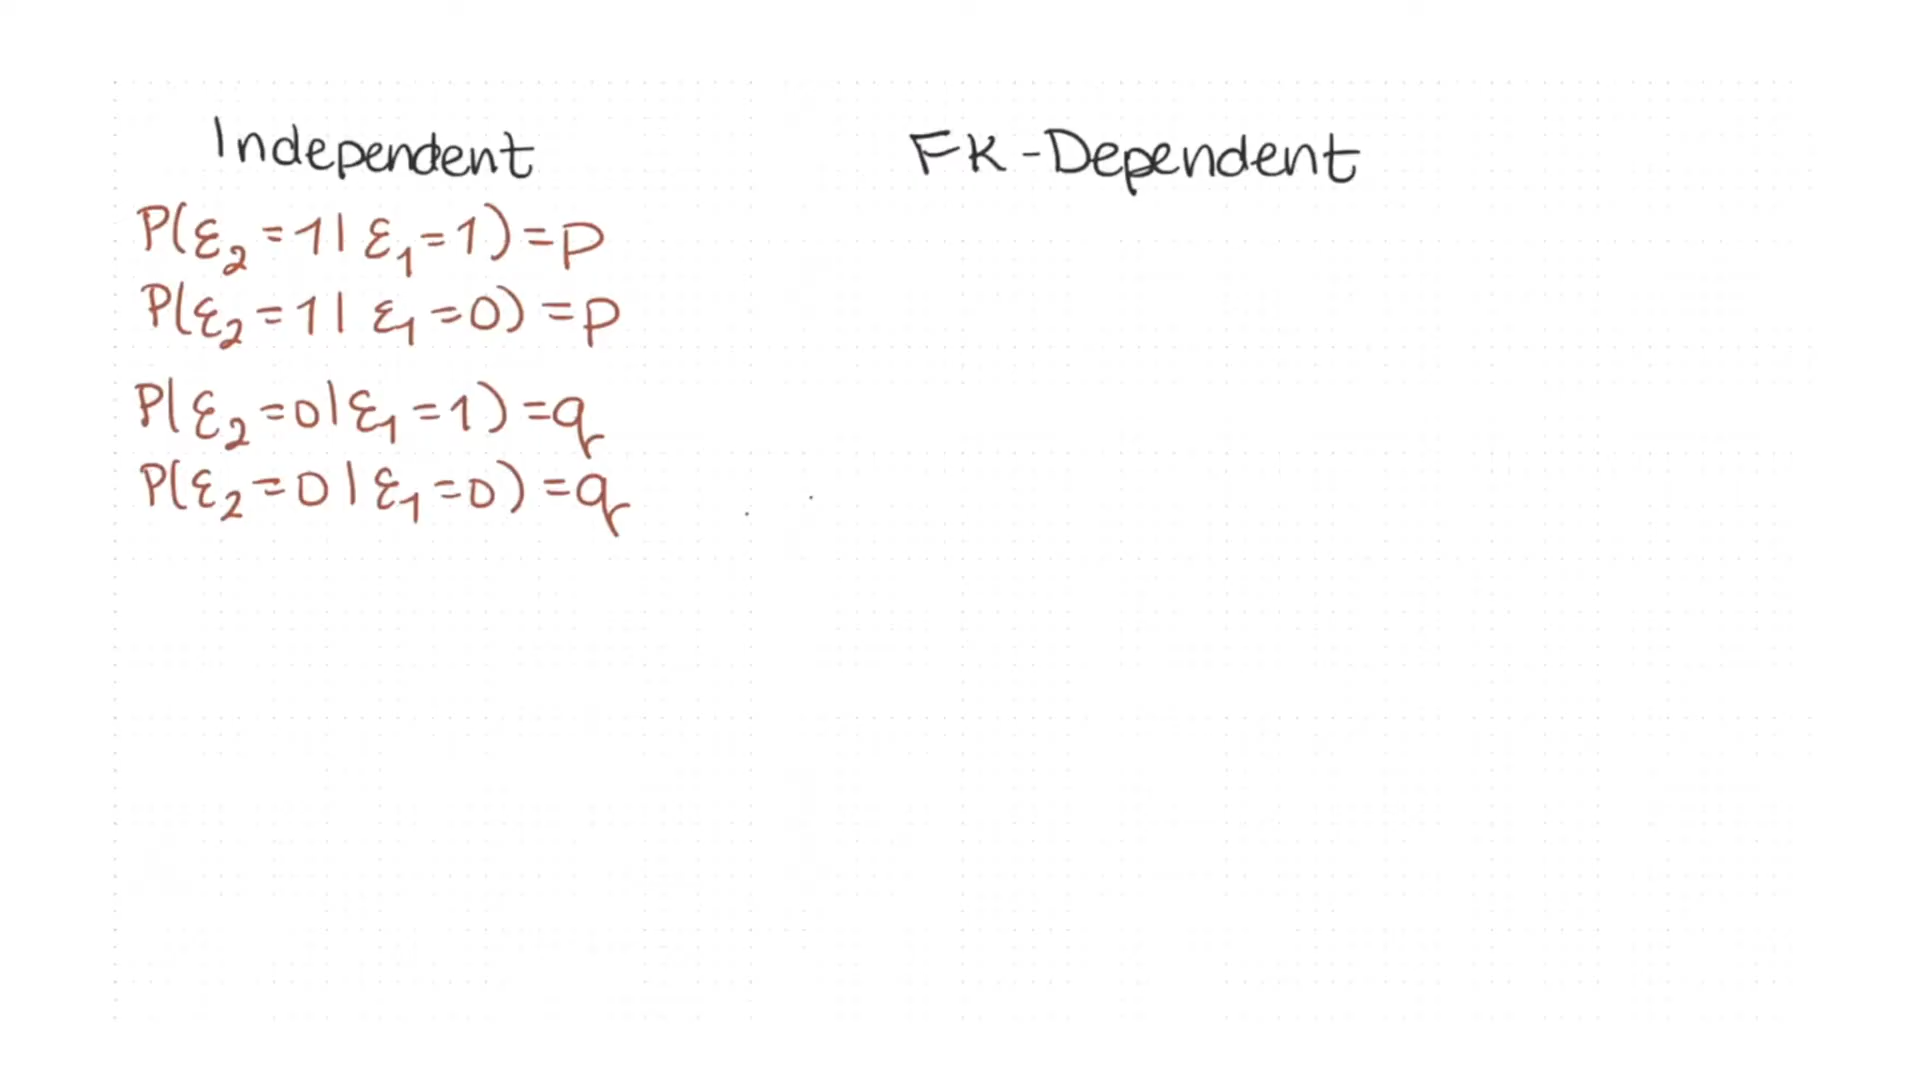 Independent
FK-Dependent
P(ε₂=1|ε₁=1)=p
P(ε₂=1|ε₁=0)=p
P(ε₂=0|ε₁=1)=q
P(ε₂=0|ε₁=0)=q